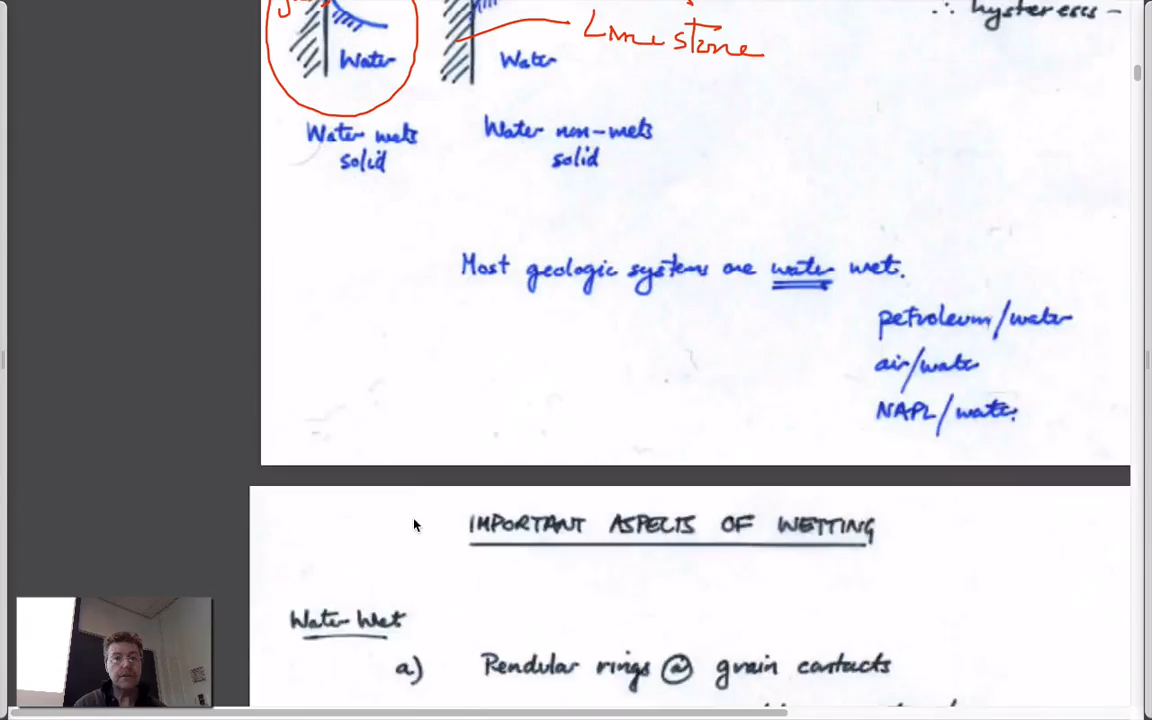 ∴ hysteresis –
Limestone
Water
Water
Water wets
solid
Water non-wets
solid
Most geologic systems are water wet.
petroleum/water
air/water
NAPL/water
IMPORTANT ASPECTS OF WETTING
Water Wet
a) Pendular rings @ grain contacts